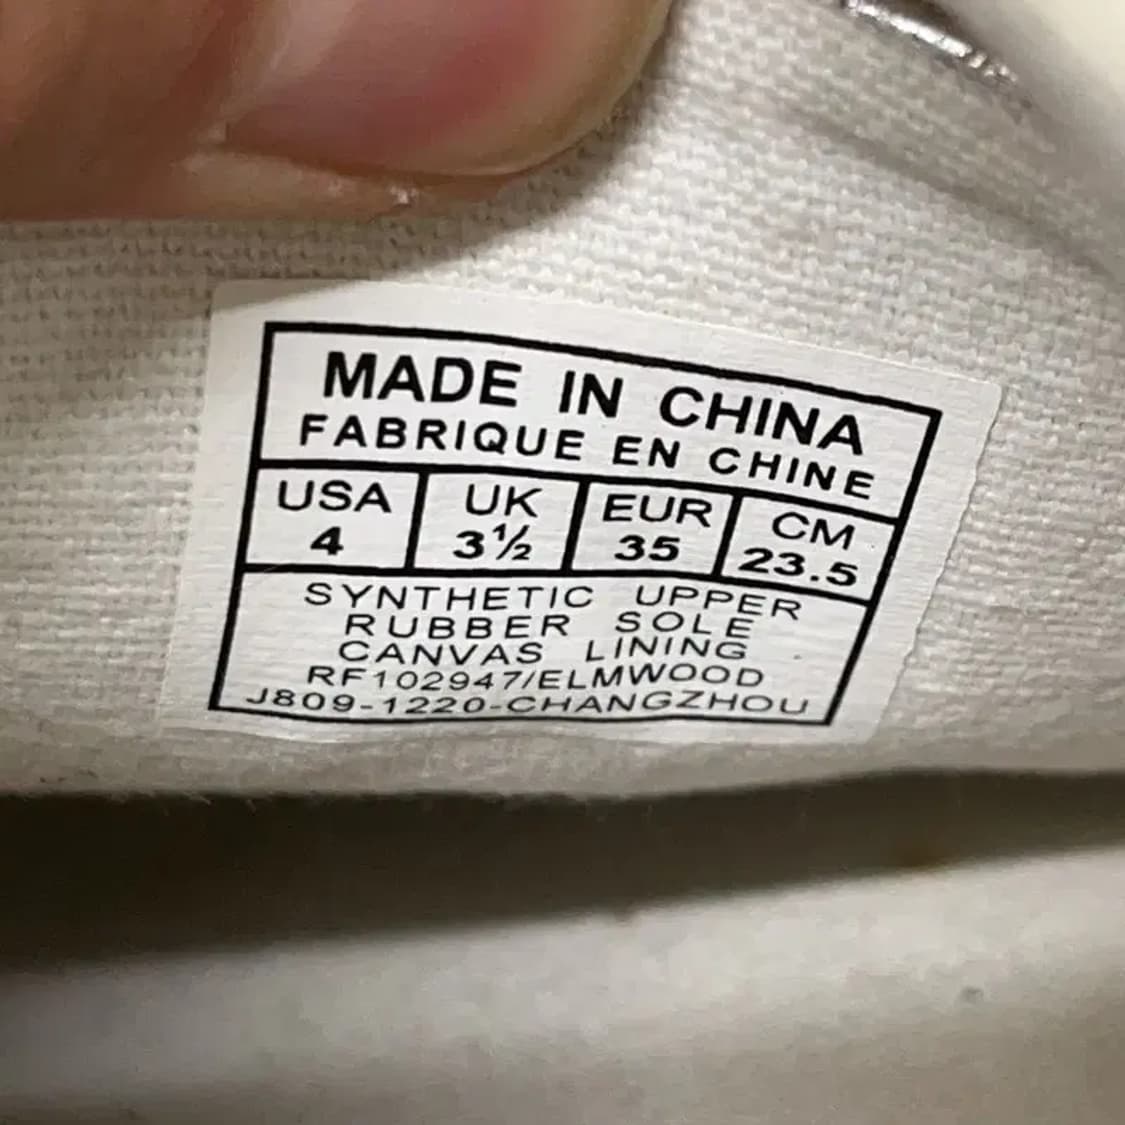 MADE IN CHINA
FABRIQUE EN CHINE
USA UK EUR CM
4 3½ 35 23.5
SYNTHETIC UPPER
RUBBER SOLE
CANVAS LINING
RF102947/ELMWOOD
J809-1220-CHANGZHOU